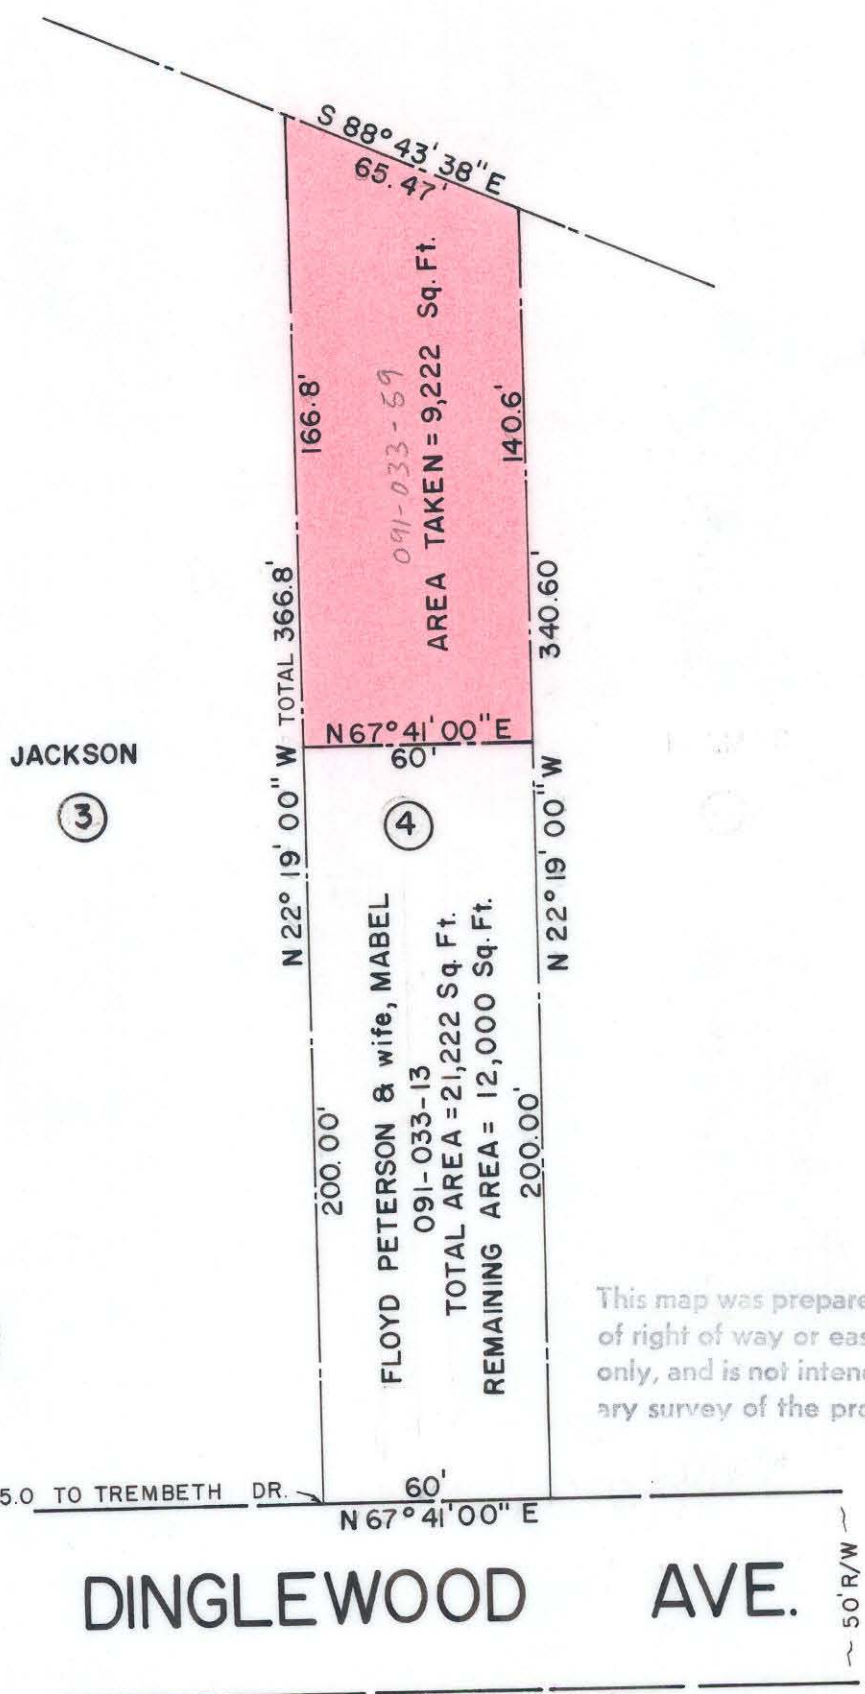 S 88°43'38"E
65.47'
166.8'
091-033-59
AREA TAKEN = 9,222 Sq. Ft.
140.6'
N 22° 19' 00" W TOTAL 366.8'
340.60'
N 67° 41' 00" E
60'
JACKSON
3
4
N 22° 19' 00" W
200.00'
FLOYD PETERSON & wife, MABEL
091-033-13
TOTAL AREA = 21,222 Sq. Ft.
REMAINING AREA = 12,000 Sq. Ft.
200.00'
This map was prepare
of right of way or eas
only, and is not intend
ary survey of the pro
5.0 TO TREMBETH DR.
60'
N 67° 41' 00" E
DINGLEWOOD AVE.
~ 50' R/W ~